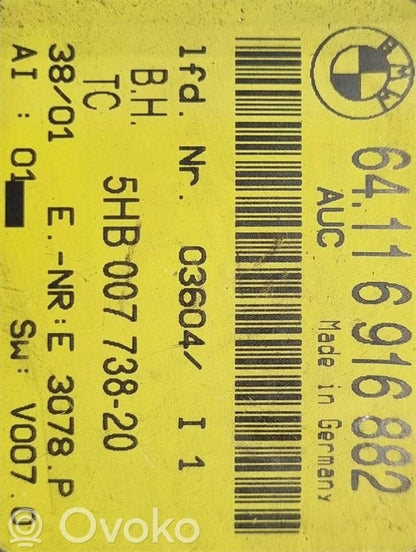 BMW
64.11 6 916 882
AUC Made in Germany
lfd. Nr. 03604/ I 1
B.H.
TC 5HB 007 738-20
38/01 E.-NR:E 3078.P
AI : 01 Sw: V007.0
Ovoko